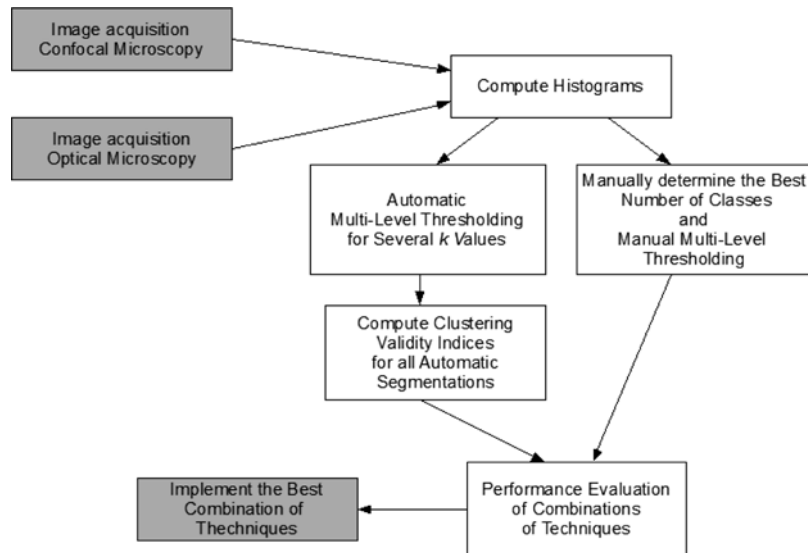 Image acquisition
Confocal Microscopy
Compute Histograms
Image acquisition
Optical Microscopy
Automatic
Multi-Level Thresholding
for Several k Values
Manually determine the Best
Number of Classes
and
Manual Multi-Level
Thresholding
Compute Clustering
Validity Indices
for all Automatic
Segmentations
Implement the Best
Combination of
Thechniques
Performance Evaluation
of Combinations
of Techniques